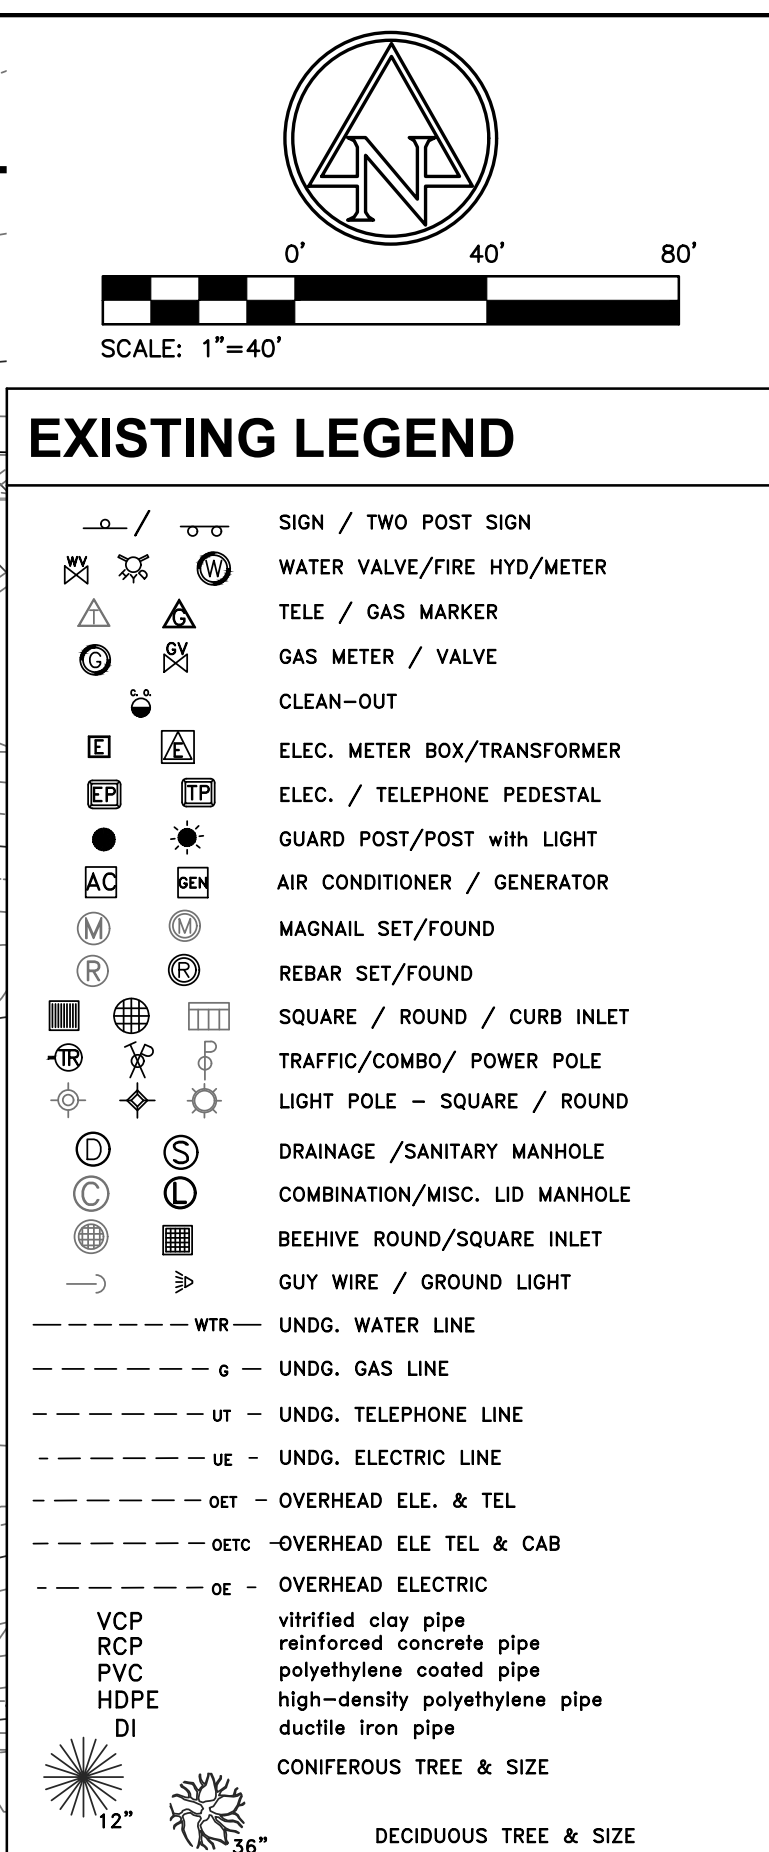 N
0' 40' 80'
SCALE: 1"=40'
EXISTING LEGEND
SIGN / TWO POST SIGN
WV W WATER VALVE/FIRE HYD/METER
T G TELE / GAS MARKER
G GV GAS METER / VALVE
C.O. CLEAN-OUT
E E ELEC. METER BOX/TRANSFORMER
EP TP ELEC. / TELEPHONE PEDESTAL
GUARD POST/POST with LIGHT
AC GEN AIR CONDITIONER / GENERATOR
M M MAGNAIL SET/FOUND
R R REBAR SET/FOUND
SQUARE / ROUND / CURB INLET
TR TRAFFIC/COMBO/ POWER POLE
LIGHT POLE - SQUARE / ROUND
D S DRAINAGE /SANITARY MANHOLE
C L COMBINATION/MISC. LID MANHOLE
BEEHIVE ROUND/SQUARE INLET
GUY WIRE / GROUND LIGHT
WTR UNDG. WATER LINE
G UNDG. GAS LINE
UT UNDG. TELEPHONE LINE
UE UNDG. ELECTRIC LINE
OET OVERHEAD ELE. & TEL
OETC OVERHEAD ELE TEL & CAB
OE OVERHEAD ELECTRIC
VCP vitrified clay pipe
RCP reinforced concrete pipe
PVC polyethylene coated pipe
HDPE high-density polyethylene pipe
DI ductile iron pipe
CONIFEROUS TREE & SIZE
12"
36" DECIDUOUS TREE & SIZE